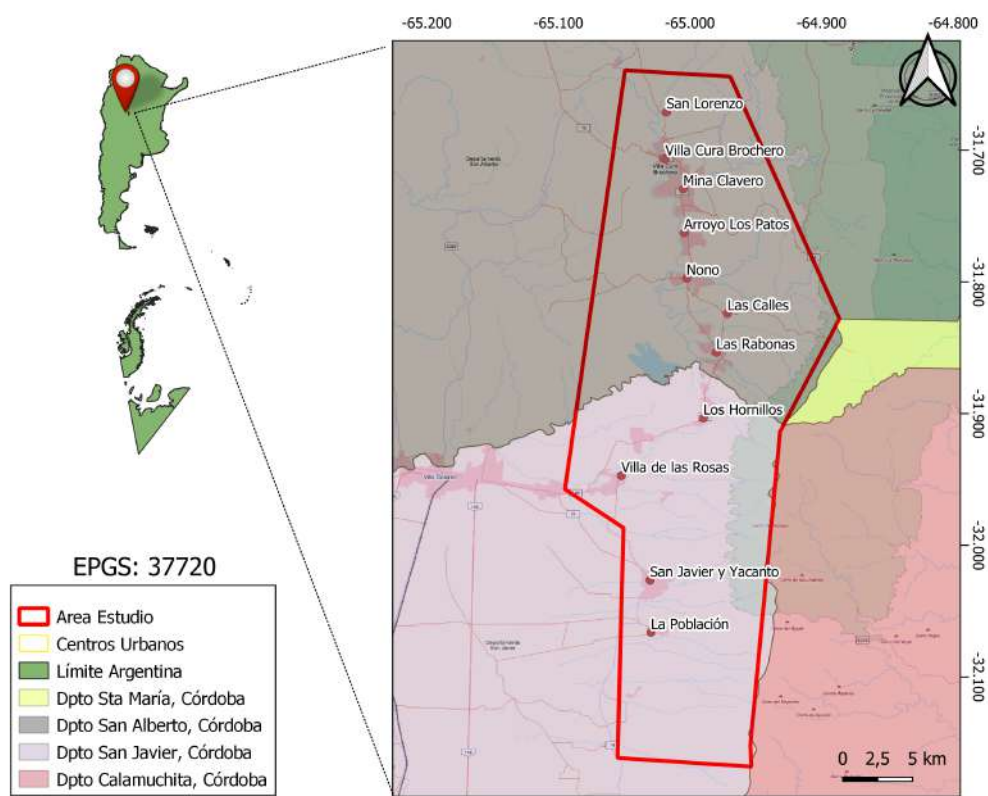 -65.200
-65.100
-65.000
-64.900
-64.800
San Lorenzo
-31.700
Villa Cura Brochero
Villa Cura
Brochero
Mina Clavero
Arroyo Los Patos
Nono
-31.800
Las Calles
Las Rabonas
Los Hornillos
-31.900
Villa de las Rosas
-32.000
San Javier y Yacanto
La Población
-32.100
0 2,5 5 km
EPGS: 37720
Area Estudio
Centros Urbanos
Límite Argentina
Dpto Sta María, Córdoba
Dpto San Alberto, Córdoba
Dpto San Javier, Córdoba
Dpto Calamuchita, Córdoba